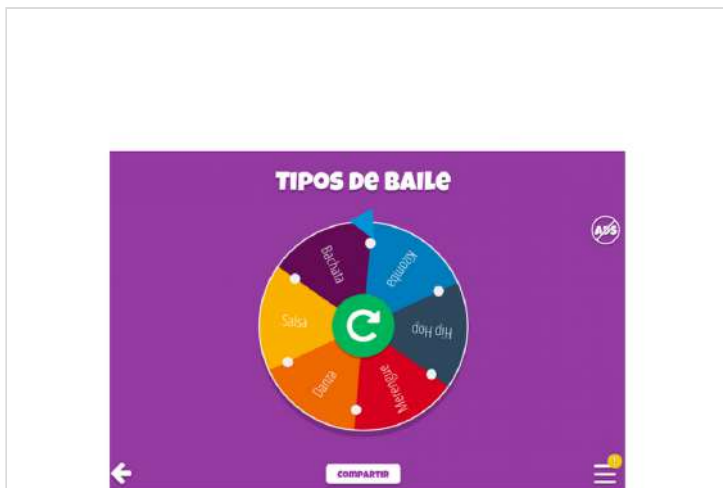 TIPOS DE BAILE
ADS
Bachata
Kizomba
Salsa
Hip Hop
Danza
Merengue
COMPARTIR